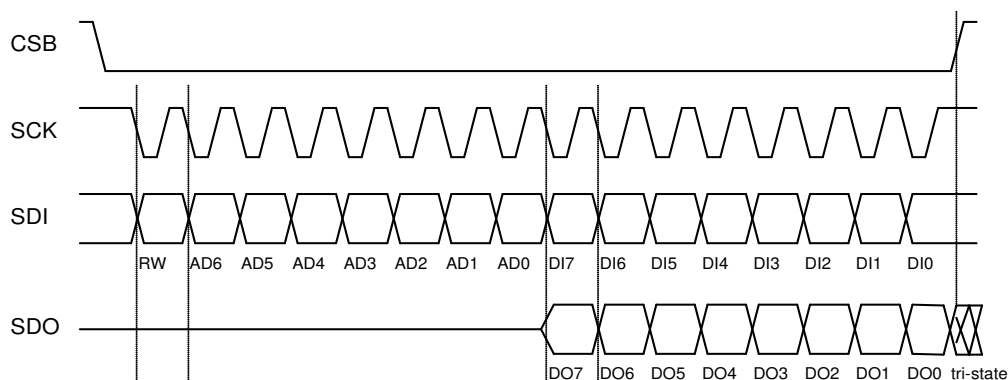 CSB
SCK
SDI
RW AD6 AD5 AD4 AD3 AD2 AD1 AD0 DI7 DI6 DI5 DI4 DI3 DI2 DI1 DI0
SDO
DO7 DO6 DO5 DO4 DO3 DO2 DO1 DO0 tri-state